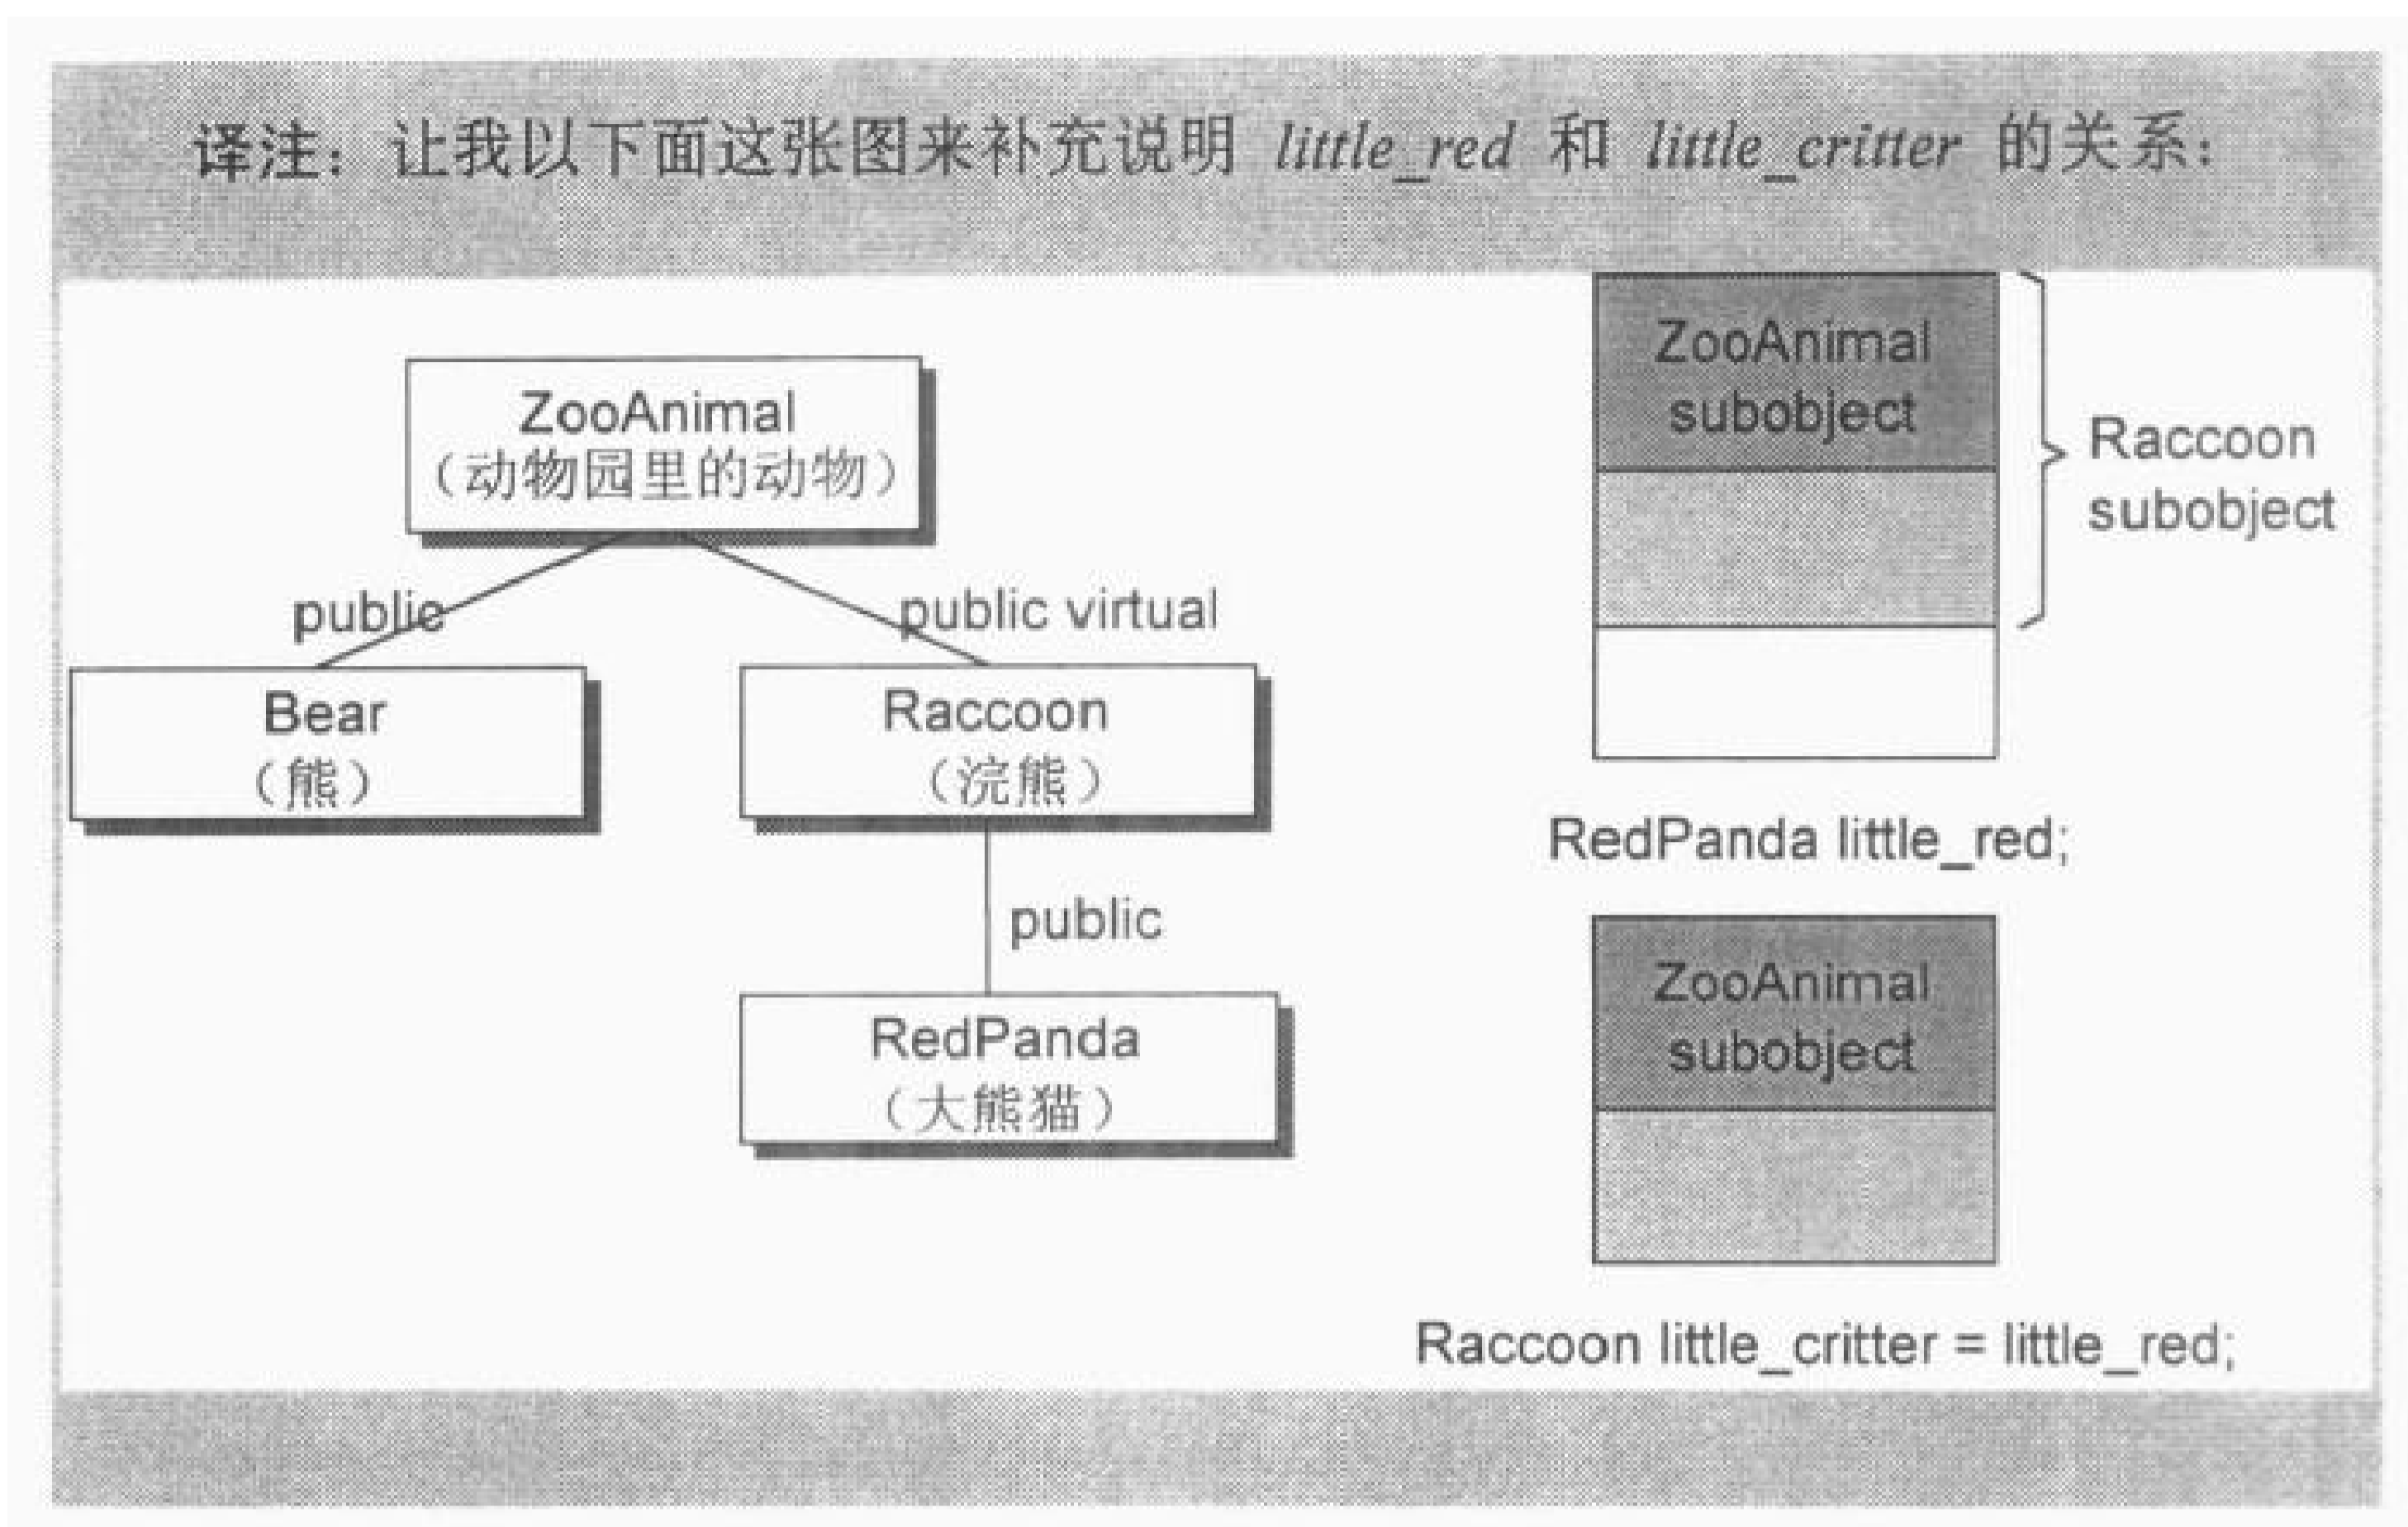 译注：让我以下面这张图来补充说明 little_red 和 little_critter 的关系：
ZooAnimal
（动物园里的动物）
public
public virtual
Bear
（熊）
Raccoon
（浣熊）
public
RedPanda
（大熊猫）
ZooAnimal
subobject
Raccoon
subobject
RedPanda little_red;
ZooAnimal
subobject
Raccoon little_critter = little_red;